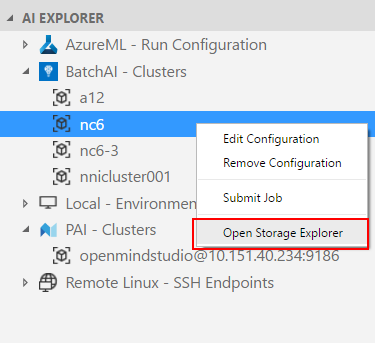 AI EXPLORER
AzureML - Run Configuration
BatchAI - Clusters
a12
nc6
Edit Configuration
nc6-3
Remove Configuration
nnicluster001
Submit Job
Local - Environmen
PAI - Clusters
Open Storage Explorer
openmindstudio@10.151.40.234:9186
Remote Linux - SSH Endpoints